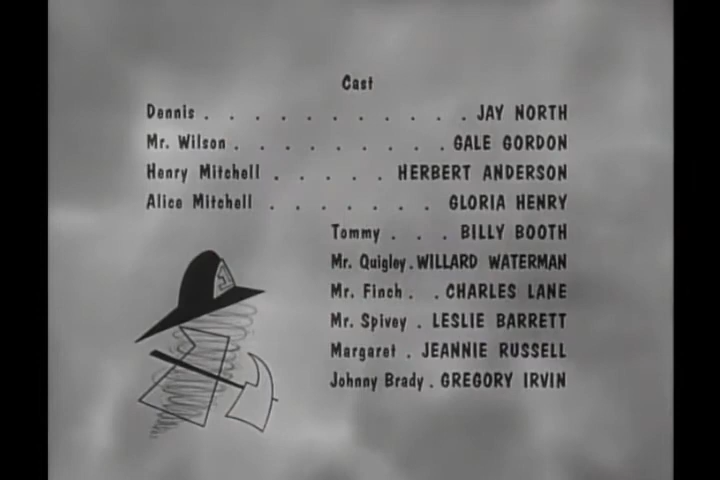 Cast
Dennis . . . . . . . . . . . . JAY NORTH
Mr. Wilson . . . . . . . . . GALE GORDON
Henry Mitchell . . . . . HERBERT ANDERSON
Alice Mitchell . . . . . . . GLORIA HENRY
Tommy . . . BILLY BOOTH
Mr. Quigley . WILLARD WATERMAN
Mr. Finch . . CHARLES LANE
Mr. Spivey . LESLIE BARRETT
Margaret . JEANNIE RUSSELL
Johnny Brady . GREGORY IRVIN